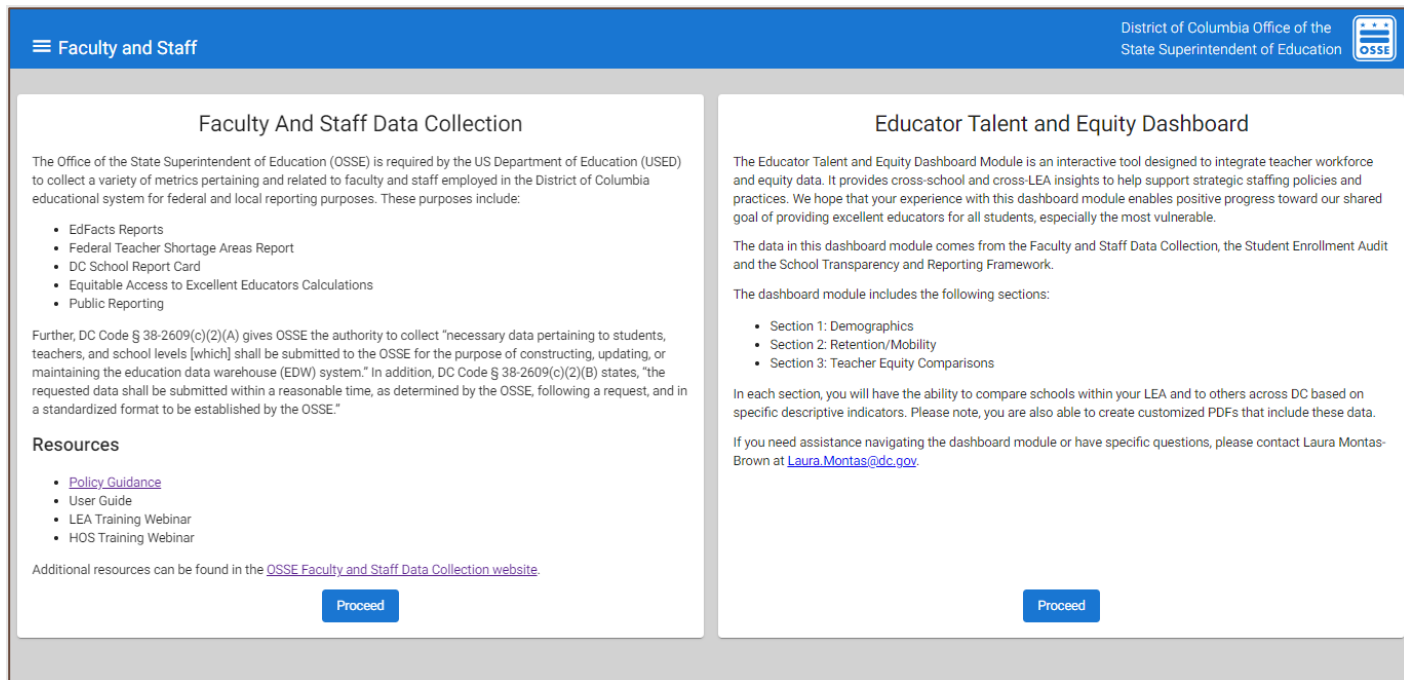 Faculty and Staff
District of Columbia Office of the
State Superintendent of Education
OSSE
Faculty And Staff Data Collection
The Office of the State Superintendent of Education (OSSE) is required by the US Department of Education (USED)
to collect a variety of metrics pertaining and related to faculty and staff employed in the District of Columbia
educational system for federal and local reporting purposes. These purposes include:
• EdFacts Reports
• Federal Teacher Shortage Areas Report
• DC School Report Card
• Equitable Access to Excellent Educators Calculations
• Public Reporting
Further, DC Code § 38-2609(c)(2)(A) gives OSSE the authority to collect “necessary data pertaining to students,
teachers, and school levels [which] shall be submitted to the OSSE for the purpose of constructing, updating, or
maintaining the education data warehouse (EDW) system.” In addition, DC Code § 38-2609(c)(2)(B) states, “the
requested data shall be submitted within a reasonable time, as determined by the OSSE, following a request, and in
a standardized format to be established by the OSSE.”
Resources
• Policy Guidance
• User Guide
• LEA Training Webinar
• HOS Training Webinar
Additional resources can be found in the OSSE Faculty and Staff Data Collection website.
Proceed
Educator Talent and Equity Dashboard
The Educator Talent and Equity Dashboard Module is an interactive tool designed to integrate teacher workforce
and equity data. It provides cross-school and cross-LEA insights to help support strategic staffing policies and
practices. We hope that your experience with this dashboard module enables positive progress toward our shared
goal of providing excellent educators for all students, especially the most vulnerable.
The data in this dashboard module comes from the Faculty and Staff Data Collection, the Student Enrollment Audit
and the School Transparency and Reporting Framework.
The dashboard module includes the following sections:
• Section 1: Demographics
• Section 2: Retention/Mobility
• Section 3: Teacher Equity Comparisons
In each section, you will have the ability to compare schools within your LEA and to others across DC based on
specific descriptive indicators. Please note, you are also able to create customized PDFs that include these data.
If you need assistance navigating the dashboard module or have specific questions, please contact Laura Montas-
Brown at Laura.Montas@dc.gov.
Proceed